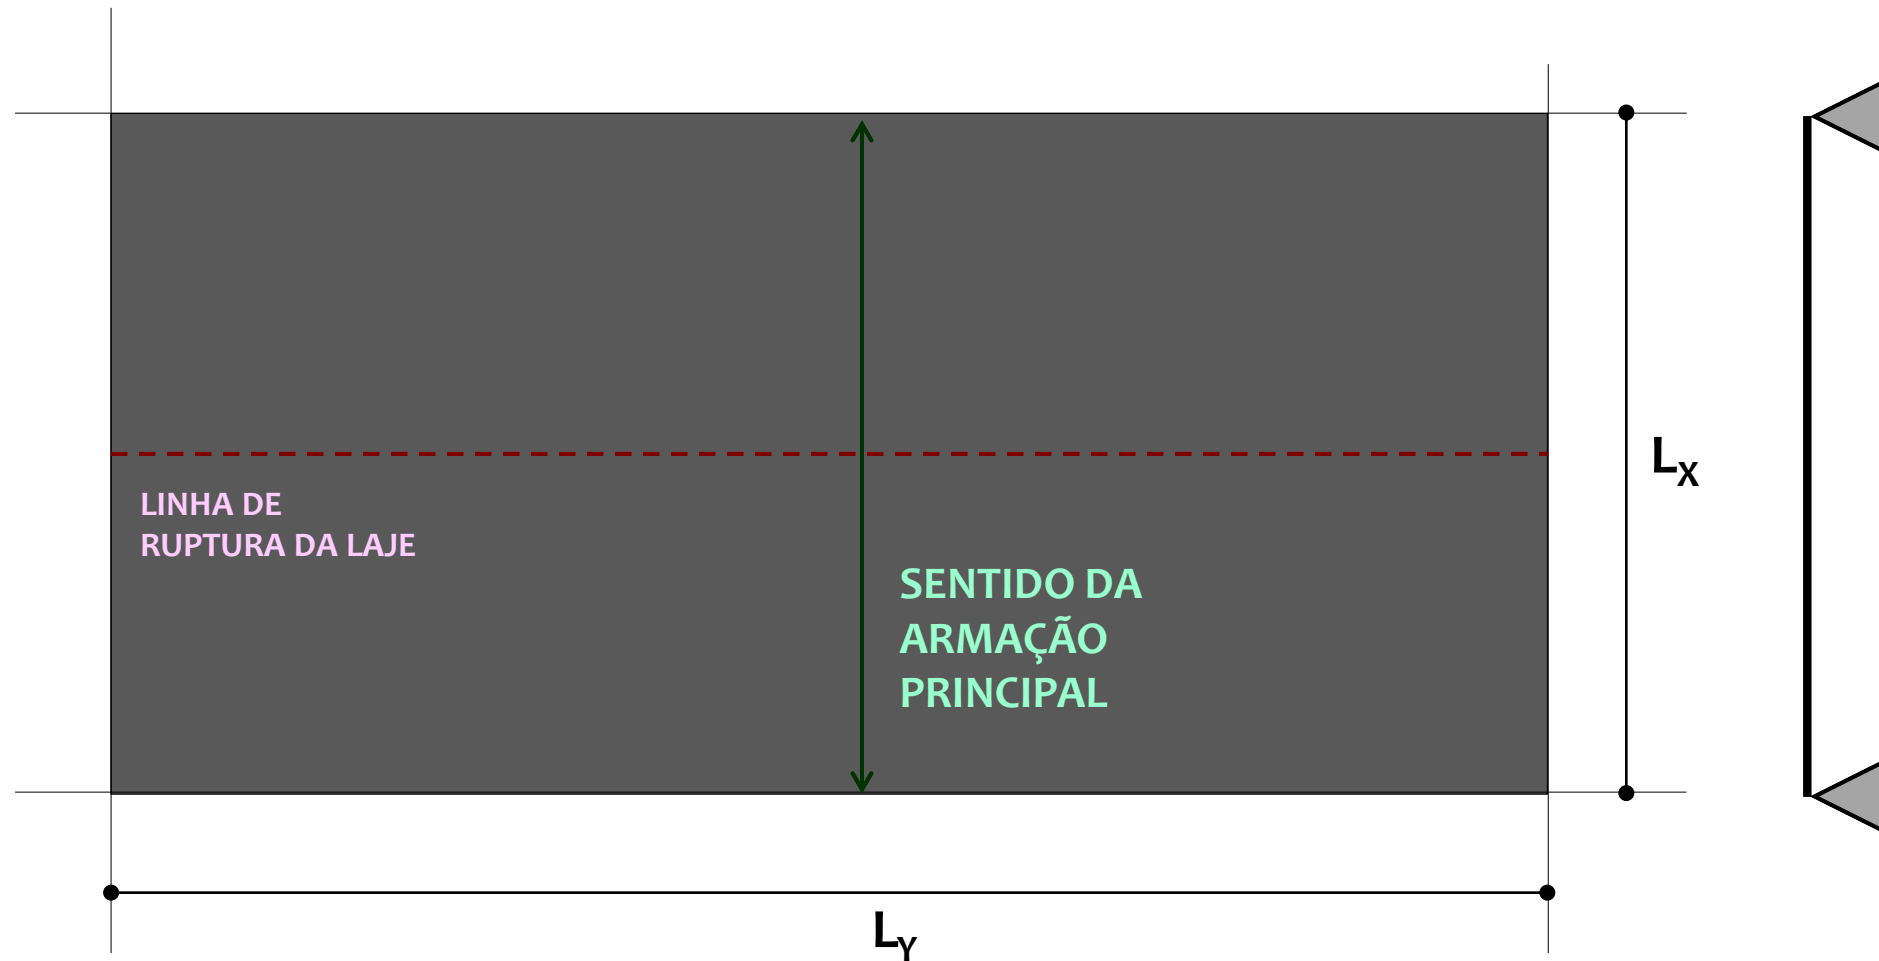 LINHA DE
RUPTURA DA LAJE
SENTIDO DA
ARMAÇÃO
PRINCIPAL
LX
LY